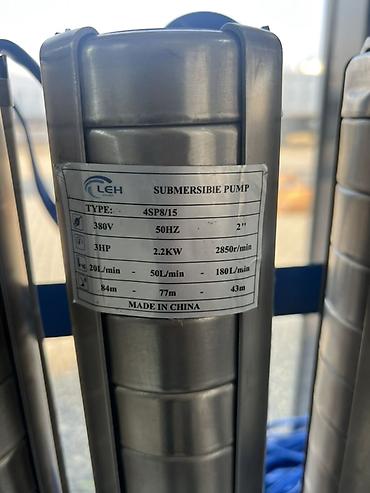 LEH SUBMERSIBIE PUMP
TYPE: 4SP8/15
380V 50HZ 2"
3HP 2.2KW 2850r/min
20L/min - 50L/min - 180L/min
84m - 77m - 43m
MADE IN CHINA